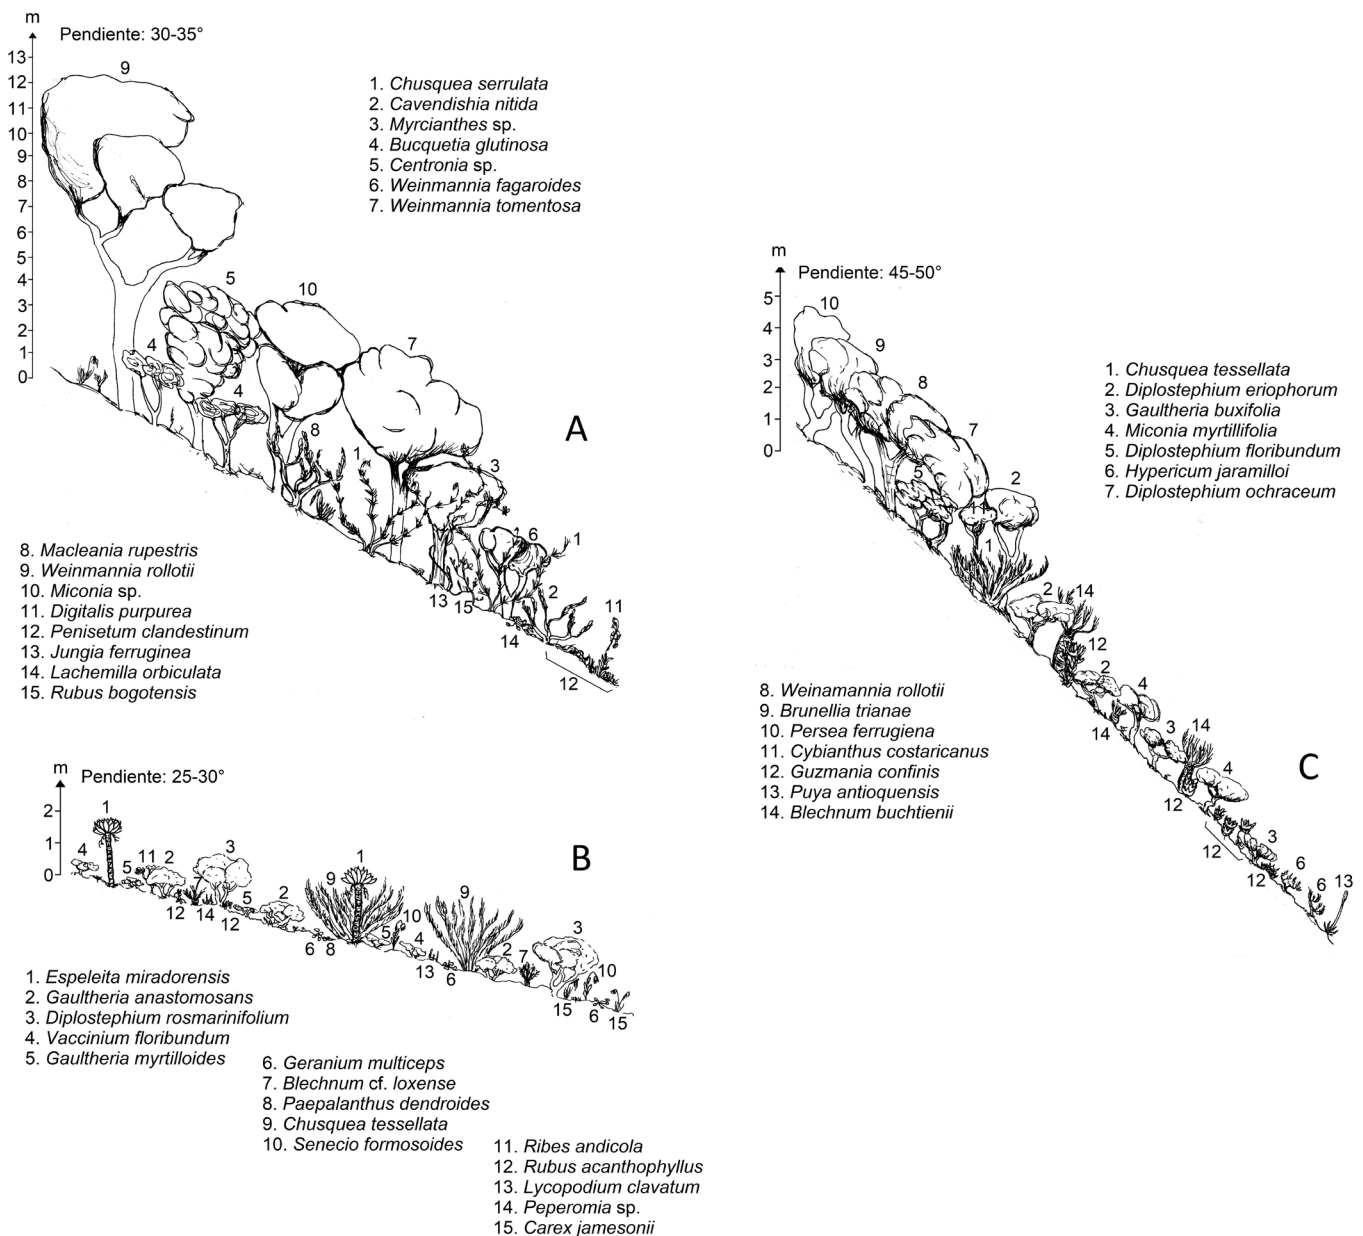 m
Pendiente: 30-35°
13
12
11
10
9
8
7
6
5
4
3
2
1
0
9
5
10
4
4
7
8
1
3
1
6
1
13
15
2
14
11
12
1. Chusquea serrulata
2. Cavendishia nitida
3. Myrcianthes sp.
4. Bucquetia glutinosa
5. Centronia sp.
6. Weinmannia fagaroides
7. Weinmannia tomentosa
A
8. Macleania rupestris
9. Weinmannia rollotii
10. Miconia sp.
11. Digitalis purpurea
12. Penisetum clandestinum
13. Jungia ferruginea
14. Lachemilla orbiculata
15. Rubus bogotensis
m
Pendiente: 25-30°
2
1
0
1
4
5
11
2
3
12
14
12
5
2
6
8
9
1
5
10
4
13
6
9
2
7
3
10
15
6
15
B
1. Espeleita miradorensis
2. Gaultheria anastomosans
3. Diplostephium rosmarinifolium
4. Vaccinium floribundum
5. Gaultheria myrtilloides
6. Geranium multiceps
7. Blechnum cf. loxense
8. Paepalanthus dendroides
9. Chusquea tessellata
10. Senecio formosoides
11. Ribes andicola
12. Rubus acanthophyllus
13. Lycopodium clavatum
14. Peperomia sp.
15. Carex jamesonii
m
Pendiente: 45-50°
5
4
3
2
1
0
10
9
8
7
5
11
2
1
2
14
12
2
14
4
3
14
12
4
12
3
12
6
6
13
1. Chusquea tessellata
2. Diplostephium eriophorum
3. Gaultheria buxifolia
4. Miconia myrtillifolia
5. Diplostephium floribundum
6. Hypericum jaramilloi
7. Diplostephium ochraceum
C
8. Weinamannia rollotii
9. Brunellia trianae
10. Persea ferrugiena
11. Cybianthus costaricanus
12. Guzmania confinis
13. Puya antioquensis
14. Blechnum buchtienii